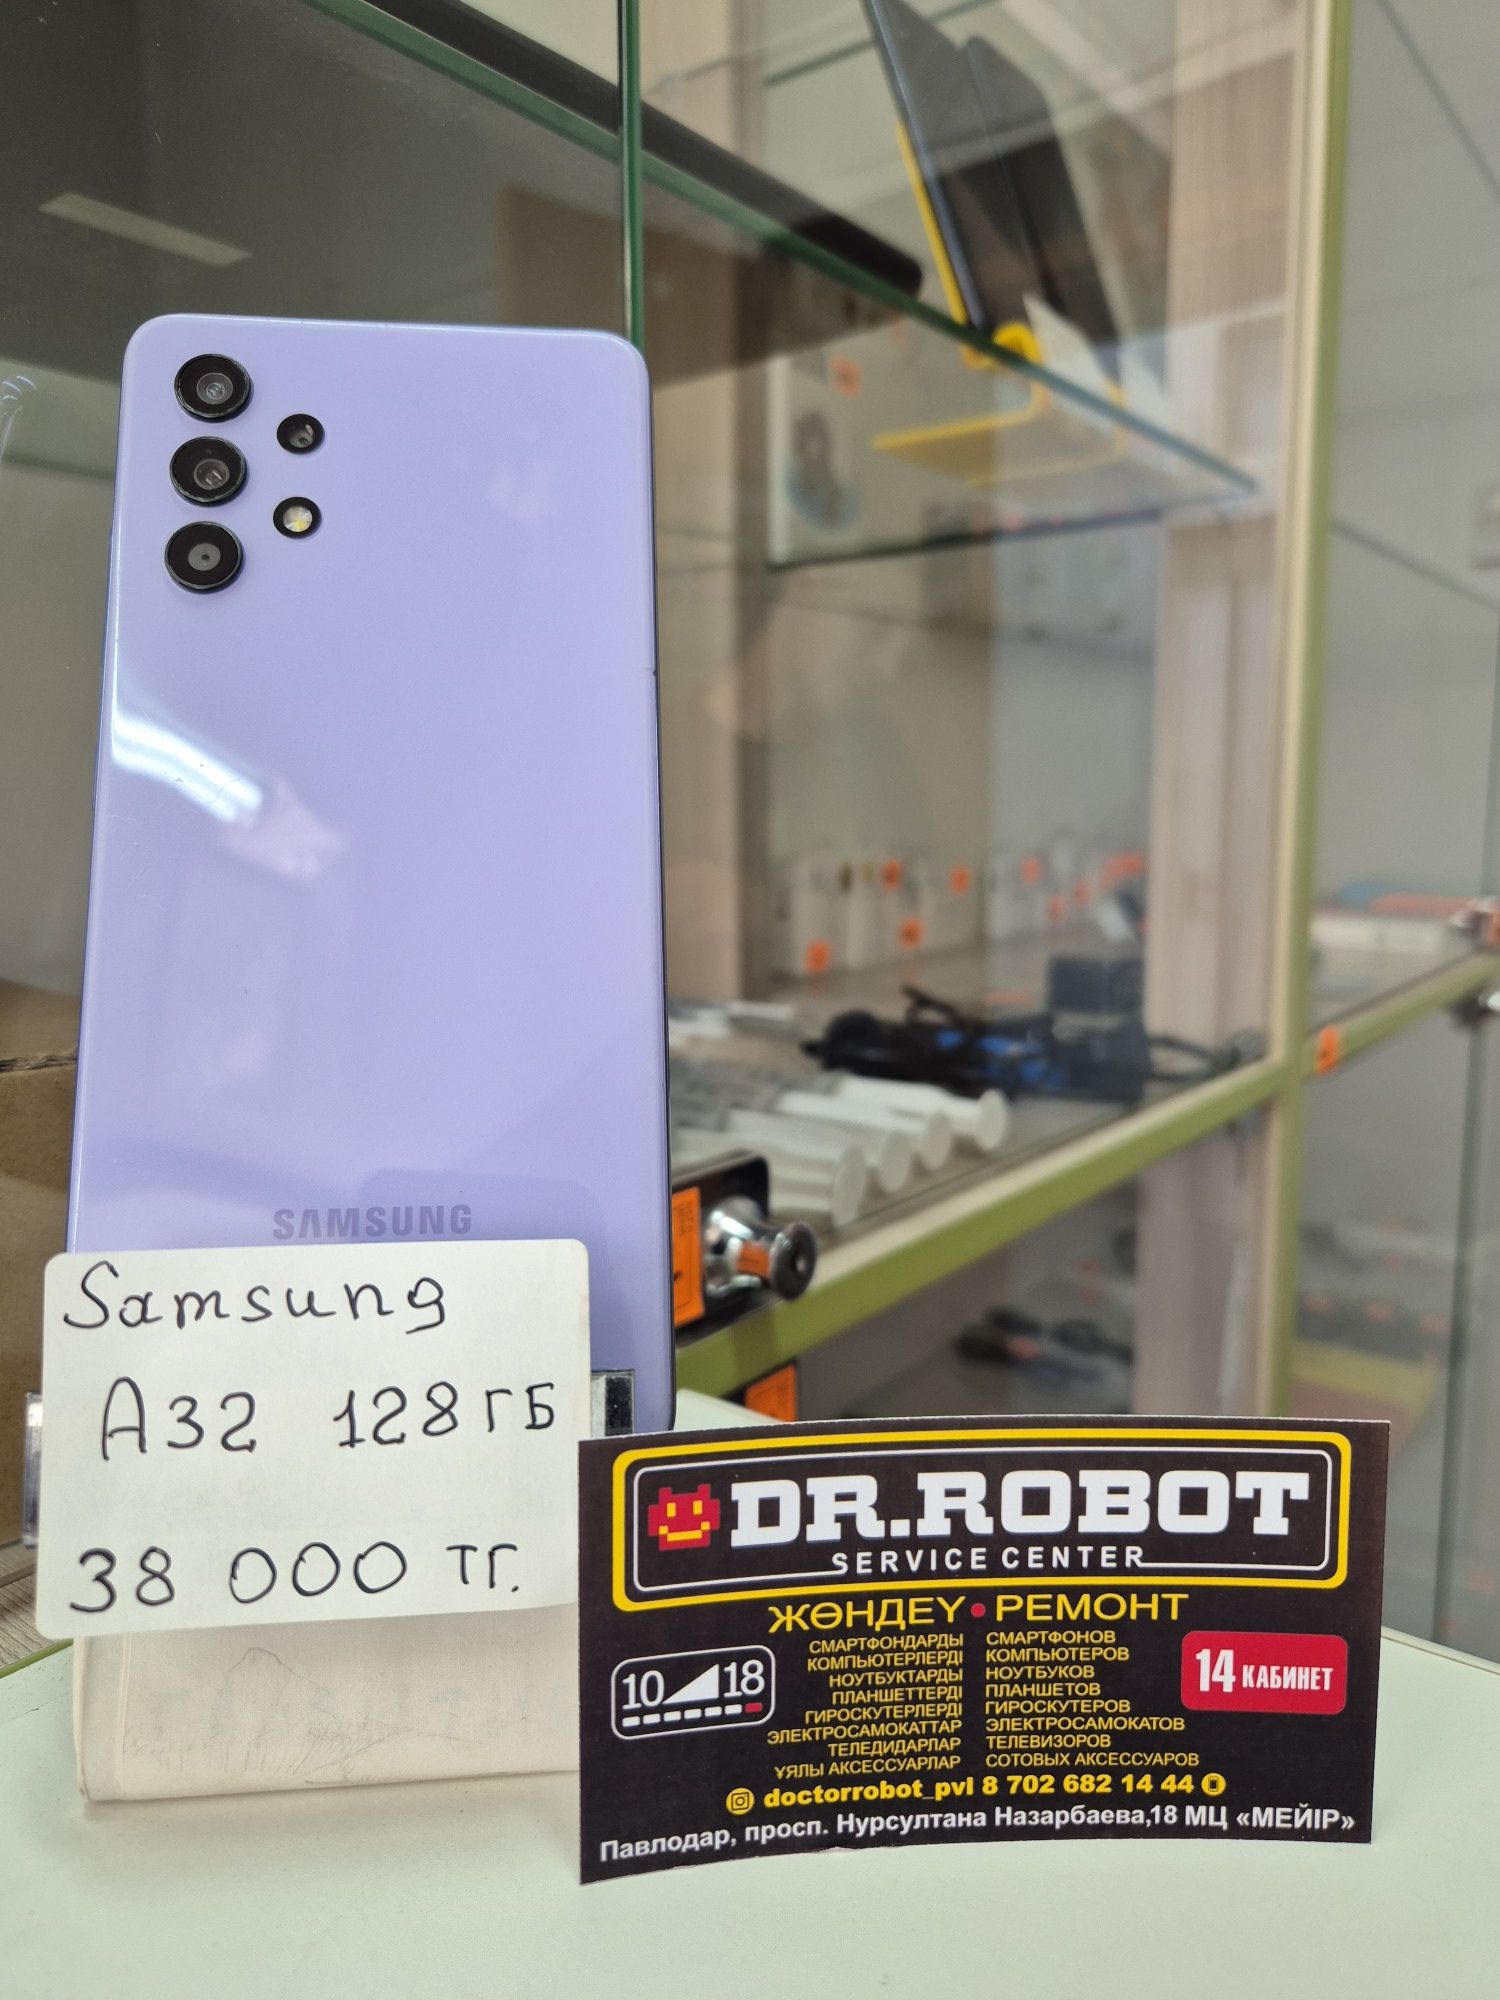 SAMSUNG
Samsung
A32 128ГБ
38 000 тг.
DR.ROBOT
SERVICE CENTER
ЖӨНДЕУ • РЕМОНТ
10 18
СМАРТФОНДАРДЫ
КОМПЬЮТЕРЛЕРДІ
НОУТБУКТАРДЫ
ПЛАНШЕТТЕРДІ
ГИРОСКУТЕРЛЕРДІ
ЭЛЕКТРОСАМОКАТТАР
ТЕЛЕДИДАРЛАР
ҰЯЛЫ АКСЕССУАРЛАР
СМАРТФОНОВ
КОМПЬЮТЕРОВ
НОУТБУКОВ
ПЛАНШЕТОВ
ГИРОСКУТЕРОВ
ЭЛЕКТРОСАМОКАТОВ
ТЕЛЕВИЗОРОВ
СОТОВЫХ АКСЕССУАРОВ
14 КАБИНЕТ
doctorrobot_pvl 8 702 682 14 44
Павлодар, просп. Нурсултана Назарбаева,18 МЦ «МЕЙІР»